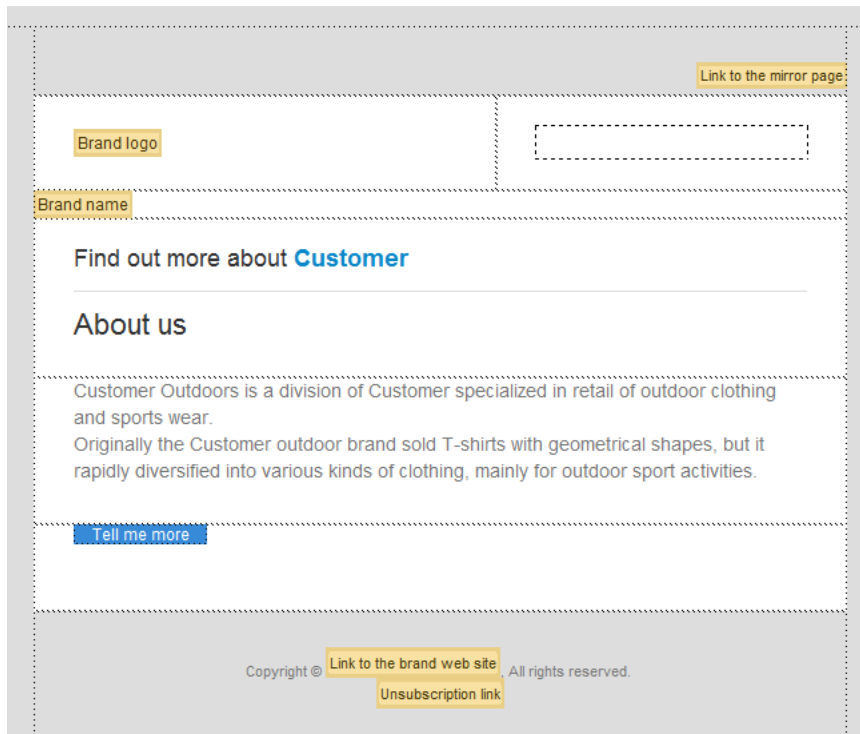 Link to the mirror page
Brand logo
Brand name
Find out more about Customer
About us
Customer Outdoors is a division of Customer specialized in retail of outdoor clothing
and sports wear.
Originally the Customer outdoor brand sold T-shirts with geometrical shapes, but it
rapidly diversified into various kinds of clothing, mainly for outdoor sport activities.
Tell me more
Copyright © Link to the brand web site, All rights reserved.
Unsubscription link